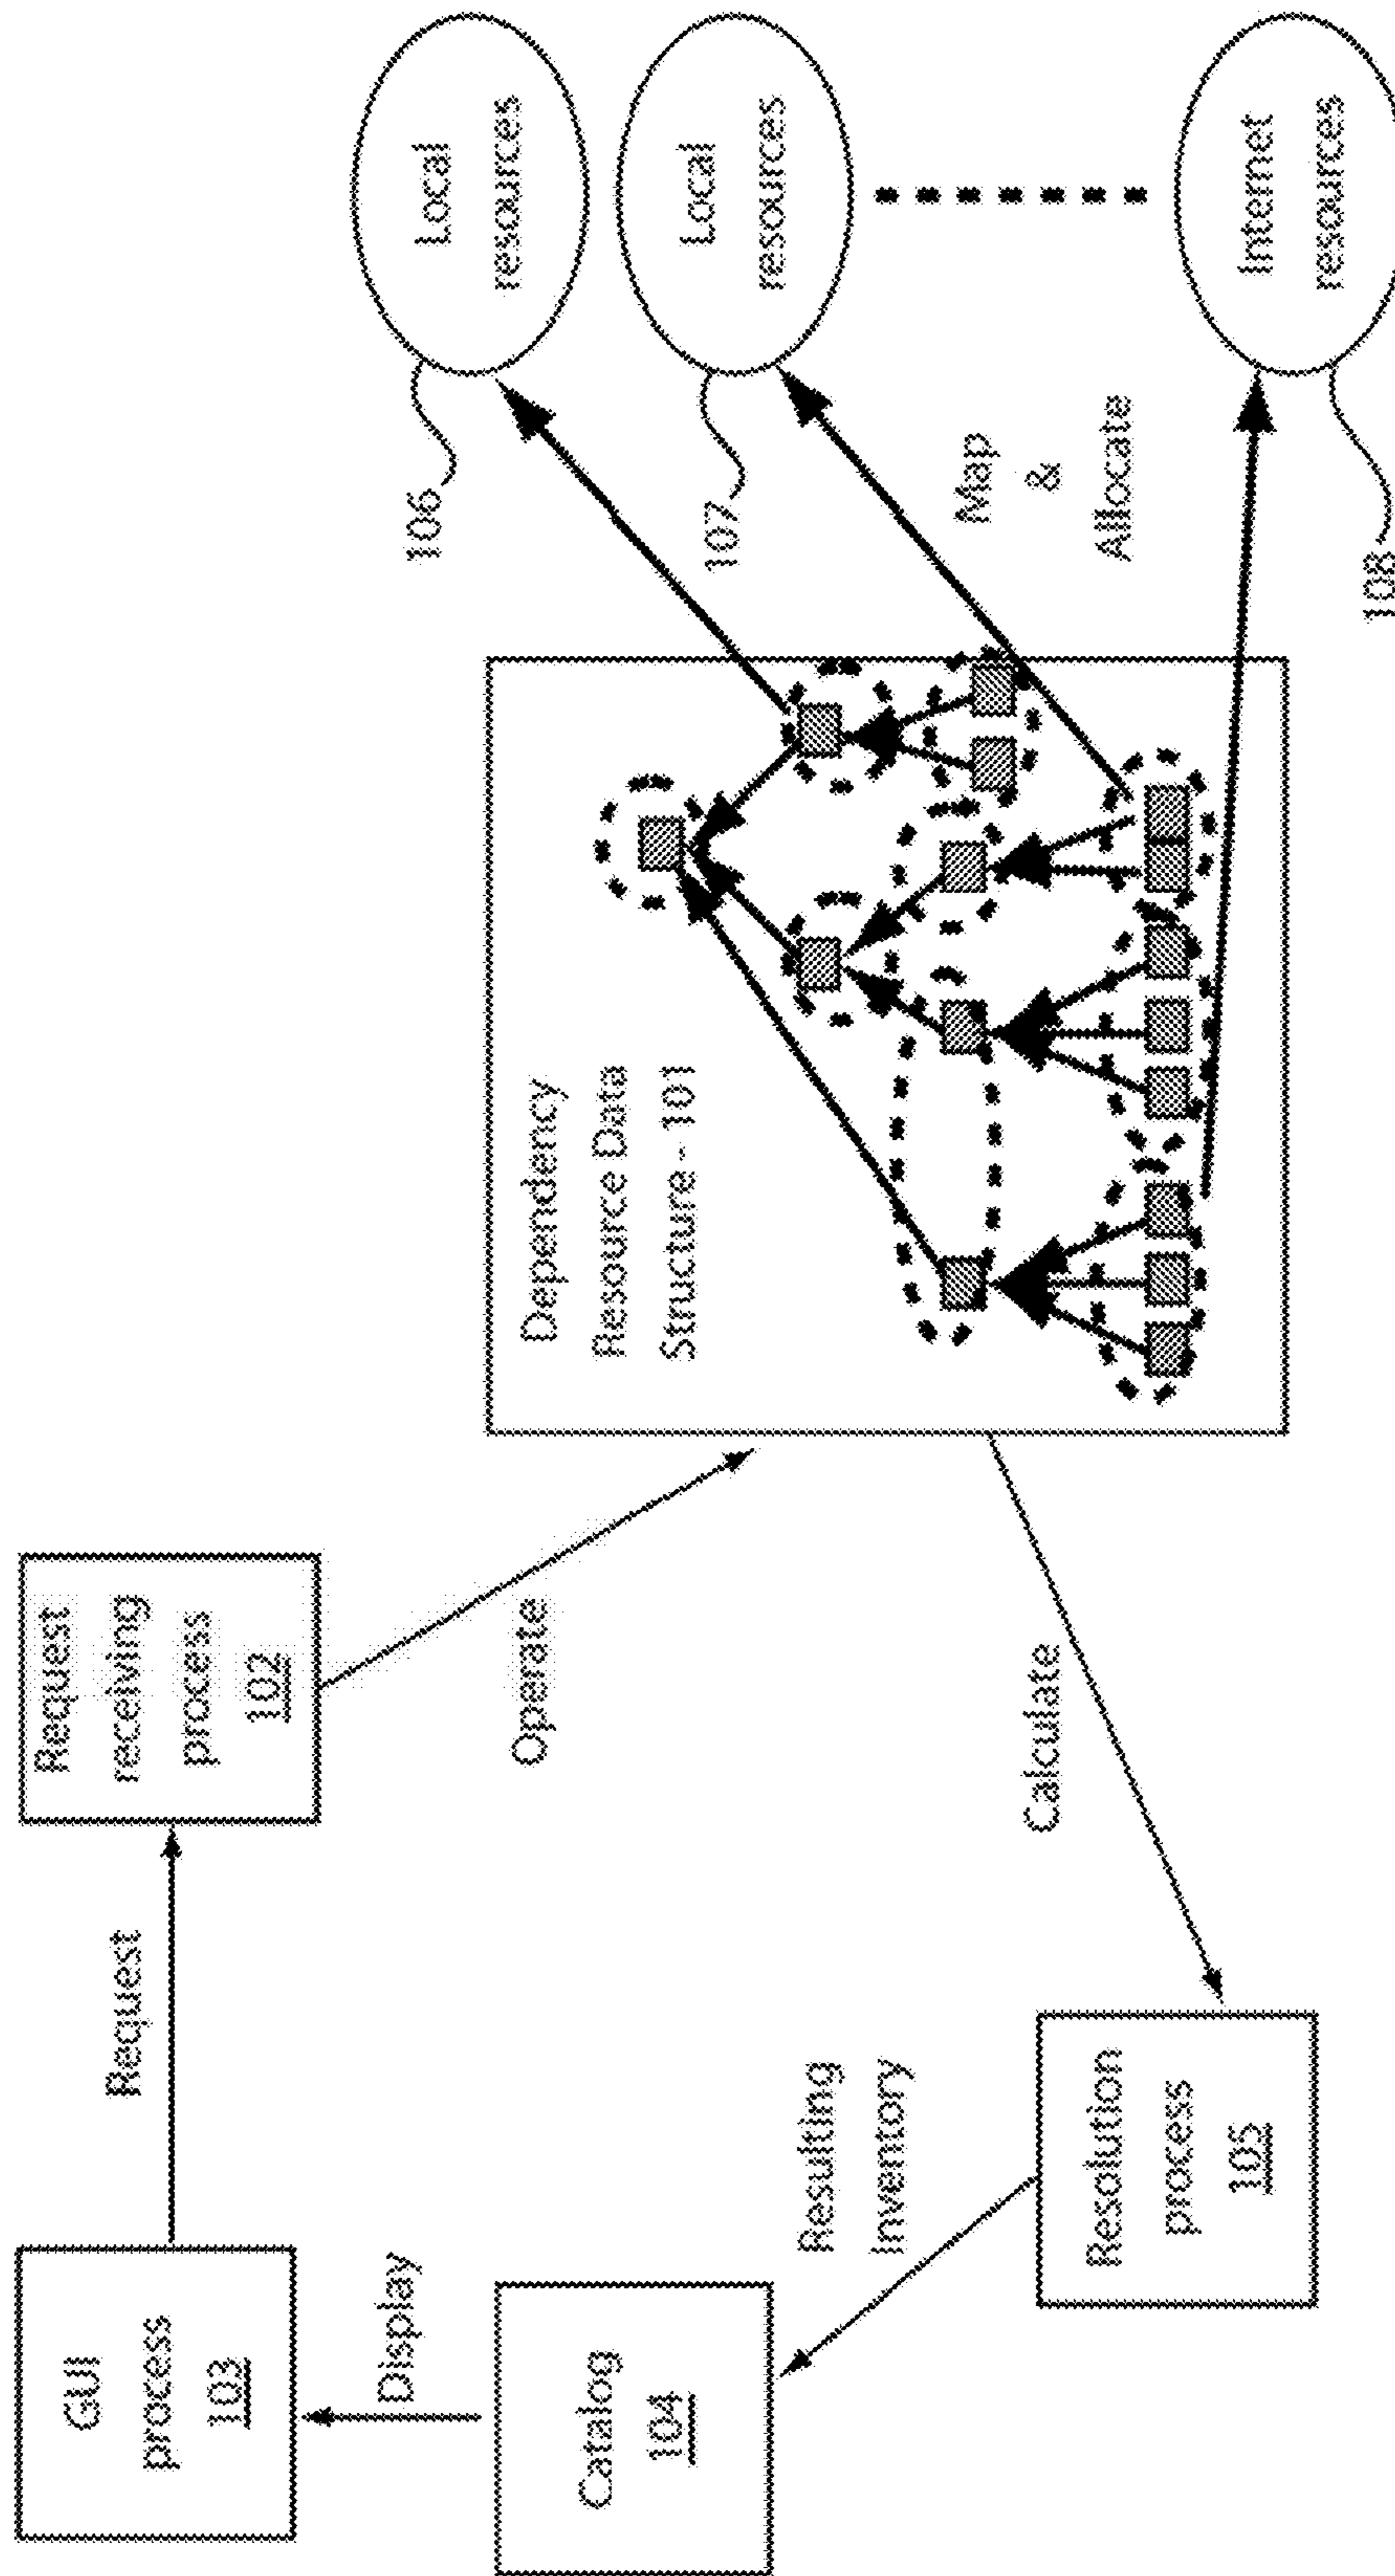 GUI
process
103
Request
Request
receiving
process
102
Display
Operate
Catalog
104
Resulting
Inventory
Resolution
process
105
Calculate
Dependency
Resource Data
Structure - 101
Map
&
Allocate
106
Local
resources
107
Local
resources
108
Internet
resources